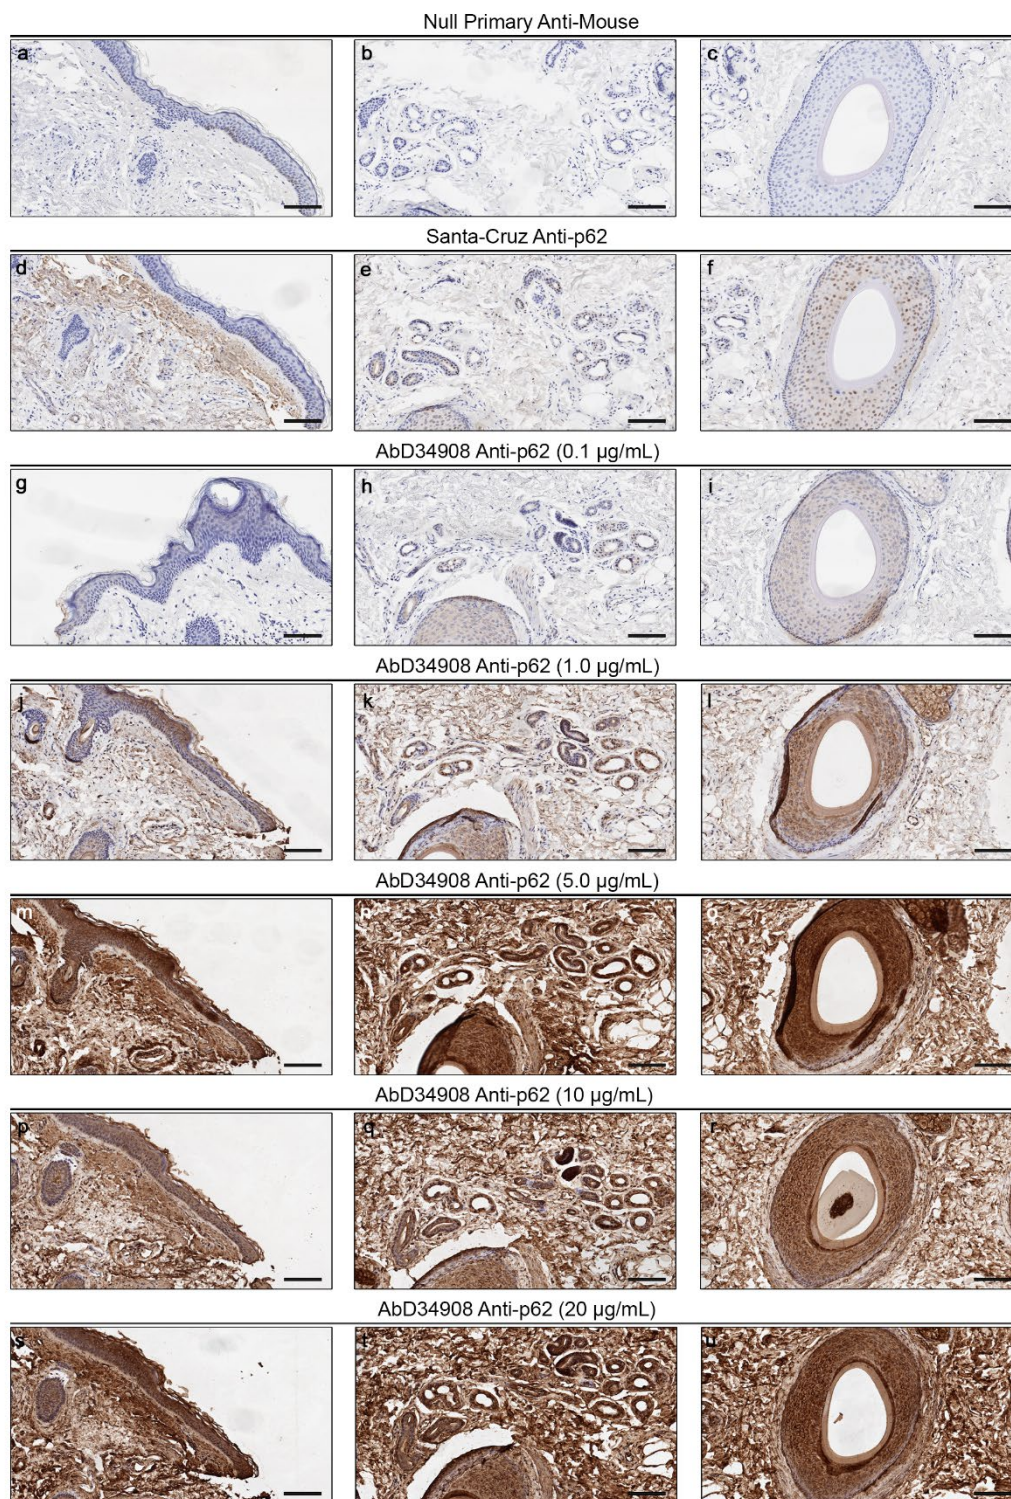 Null Primary Anti-Mouse
a b c
Santa-Cruz Anti-p62
d e f
AbD34908 Anti-p62 (0.1 µg/mL)
g h i
AbD34908 Anti-p62 (1.0 µg/mL)
j k l
AbD34908 Anti-p62 (5.0 µg/mL)
m n o
AbD34908 Anti-p62 (10 µg/mL)
p q r
AbD34908 Anti-p62 (20 µg/mL)
s t u